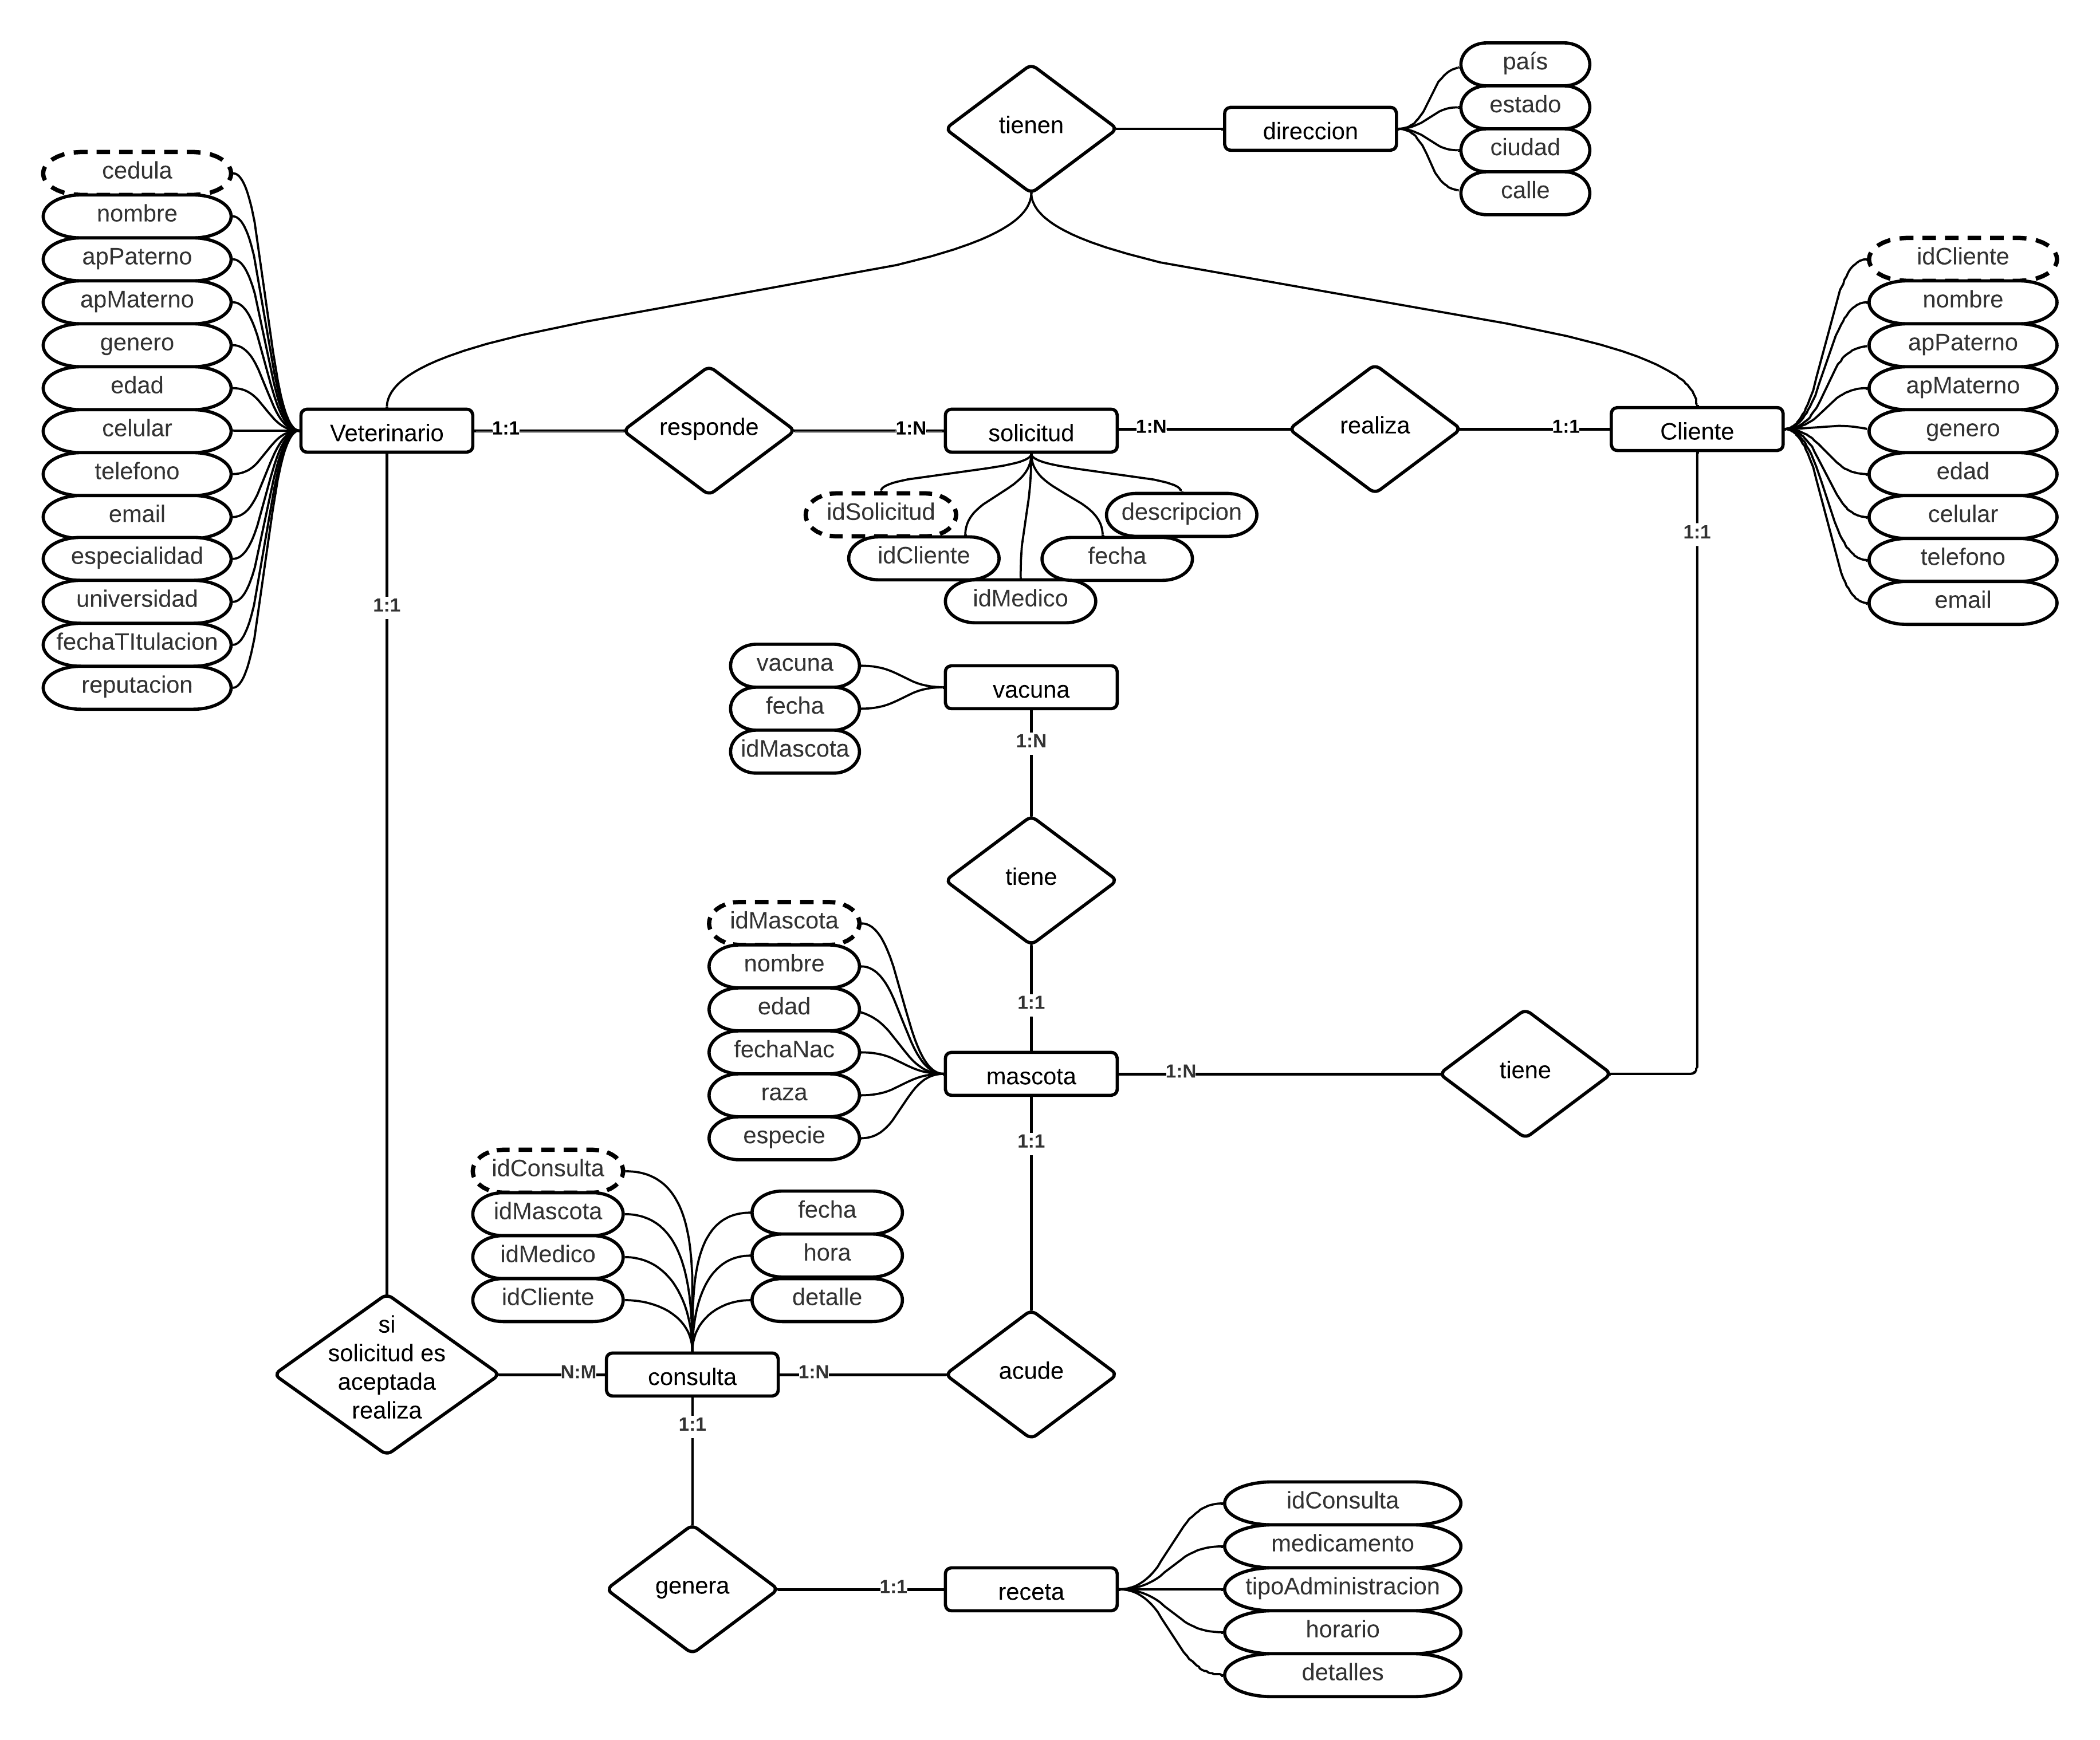 país
tienen
direccion
estado
ciudad
calle
cedula
nombre
apPaterno
apMaterno
genero
edad
celular
telefono
email
especialidad
universidad
fechaTItulacion
reputacion
Veterinario
1:1
responde
1:N
solicitud
1:N
realiza
1:1
Cliente
idCliente
nombre
apPaterno
apMaterno
genero
edad
celular
telefono
email
idSolicitud
descripcion
idCliente
fecha
idMedico
1:1
1:1
vacuna
fecha
idMascota
vacuna
1:N
tiene
1:1
idMascota
nombre
edad
fechaNac
raza
especie
mascota
1:N
tiene
1:1
idConsulta
idMascota
idMedico
idCliente
fecha
hora
detalle
si
solicitud es
aceptada
realiza
N:M
consulta
1:N
acude
1:1
genera
1:1
receta
idConsulta
medicamento
tipoAdministracion
horario
detalles